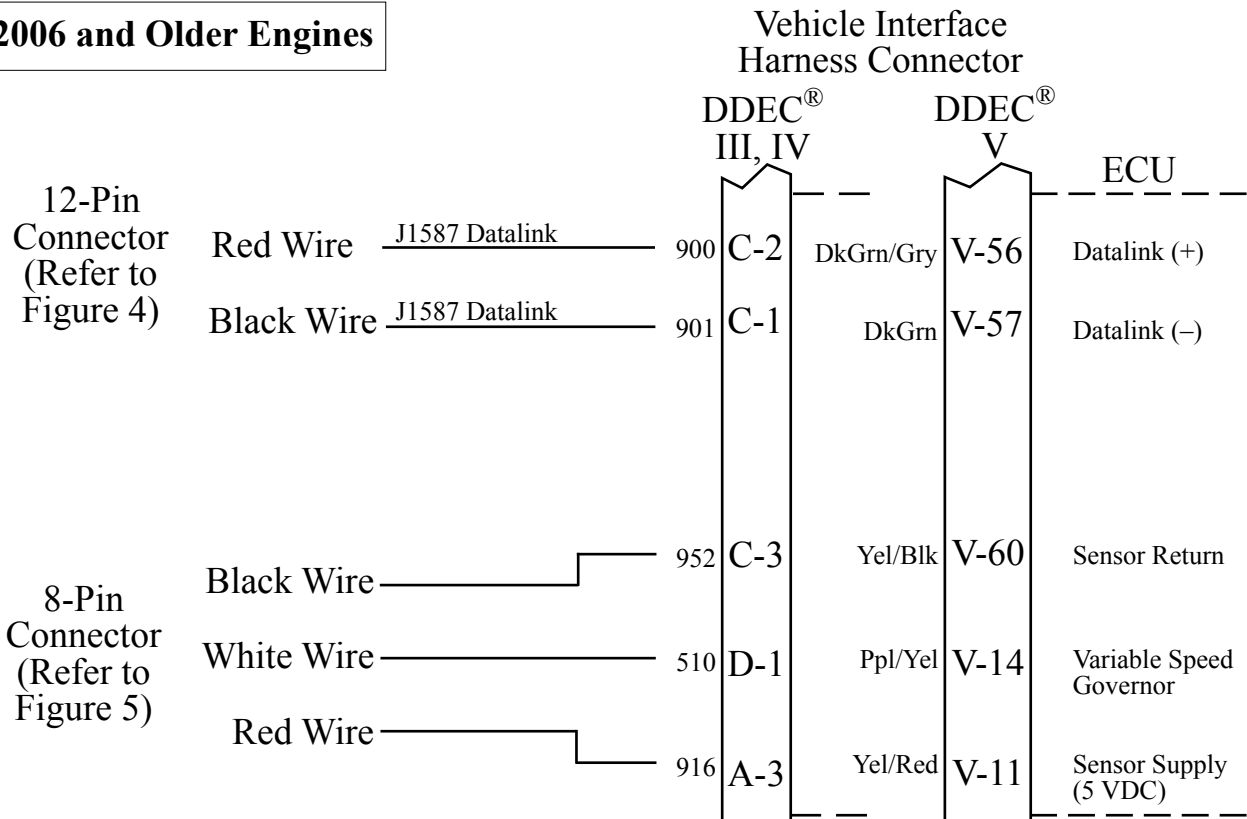 2006 and Older Engines
Vehicle Interface
Harness Connector
DDEC®
III, IV
DDEC®
V
ECU
12-Pin
Connector
(Refer to
Figure 4)
Red Wire J1587 Datalink 900 C-2 DkGrn/Gry V-56 Datalink (+)
Black Wire J1587 Datalink 901 C-1 DkGrn V-57 Datalink (–)
8-Pin
Connector
(Refer to
Figure 5)
Black Wire 952 C-3 Yel/Blk V-60 Sensor Return
White Wire 510 D-1 Ppl/Yel V-14 Variable Speed
Governor
Red Wire 916 A-3 Yel/Red V-11 Sensor Supply
(5 VDC)